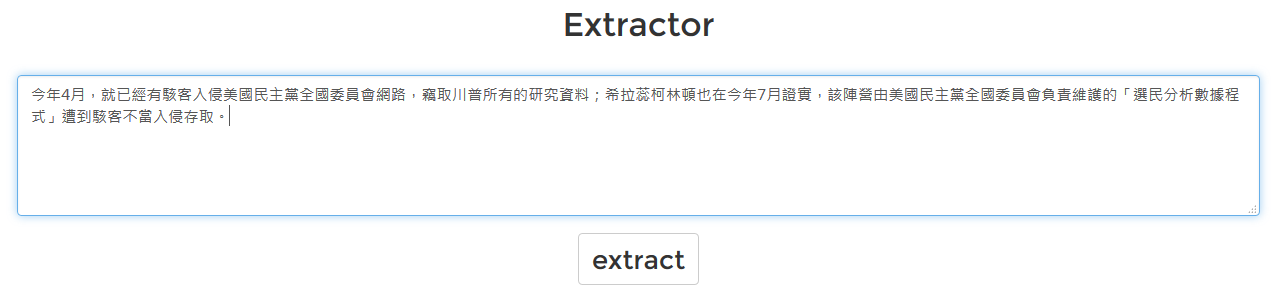 Extractor
今年4月，就已經有駭客入侵美國民主黨全國委員會網路，竊取川普所有的研究資料；希拉蕊柯林頓也在今年7月證實，該陣營由美國民主黨全國委員會負責維護的「選民分析數據程
式」遭到駭客不當入侵存取。
extract